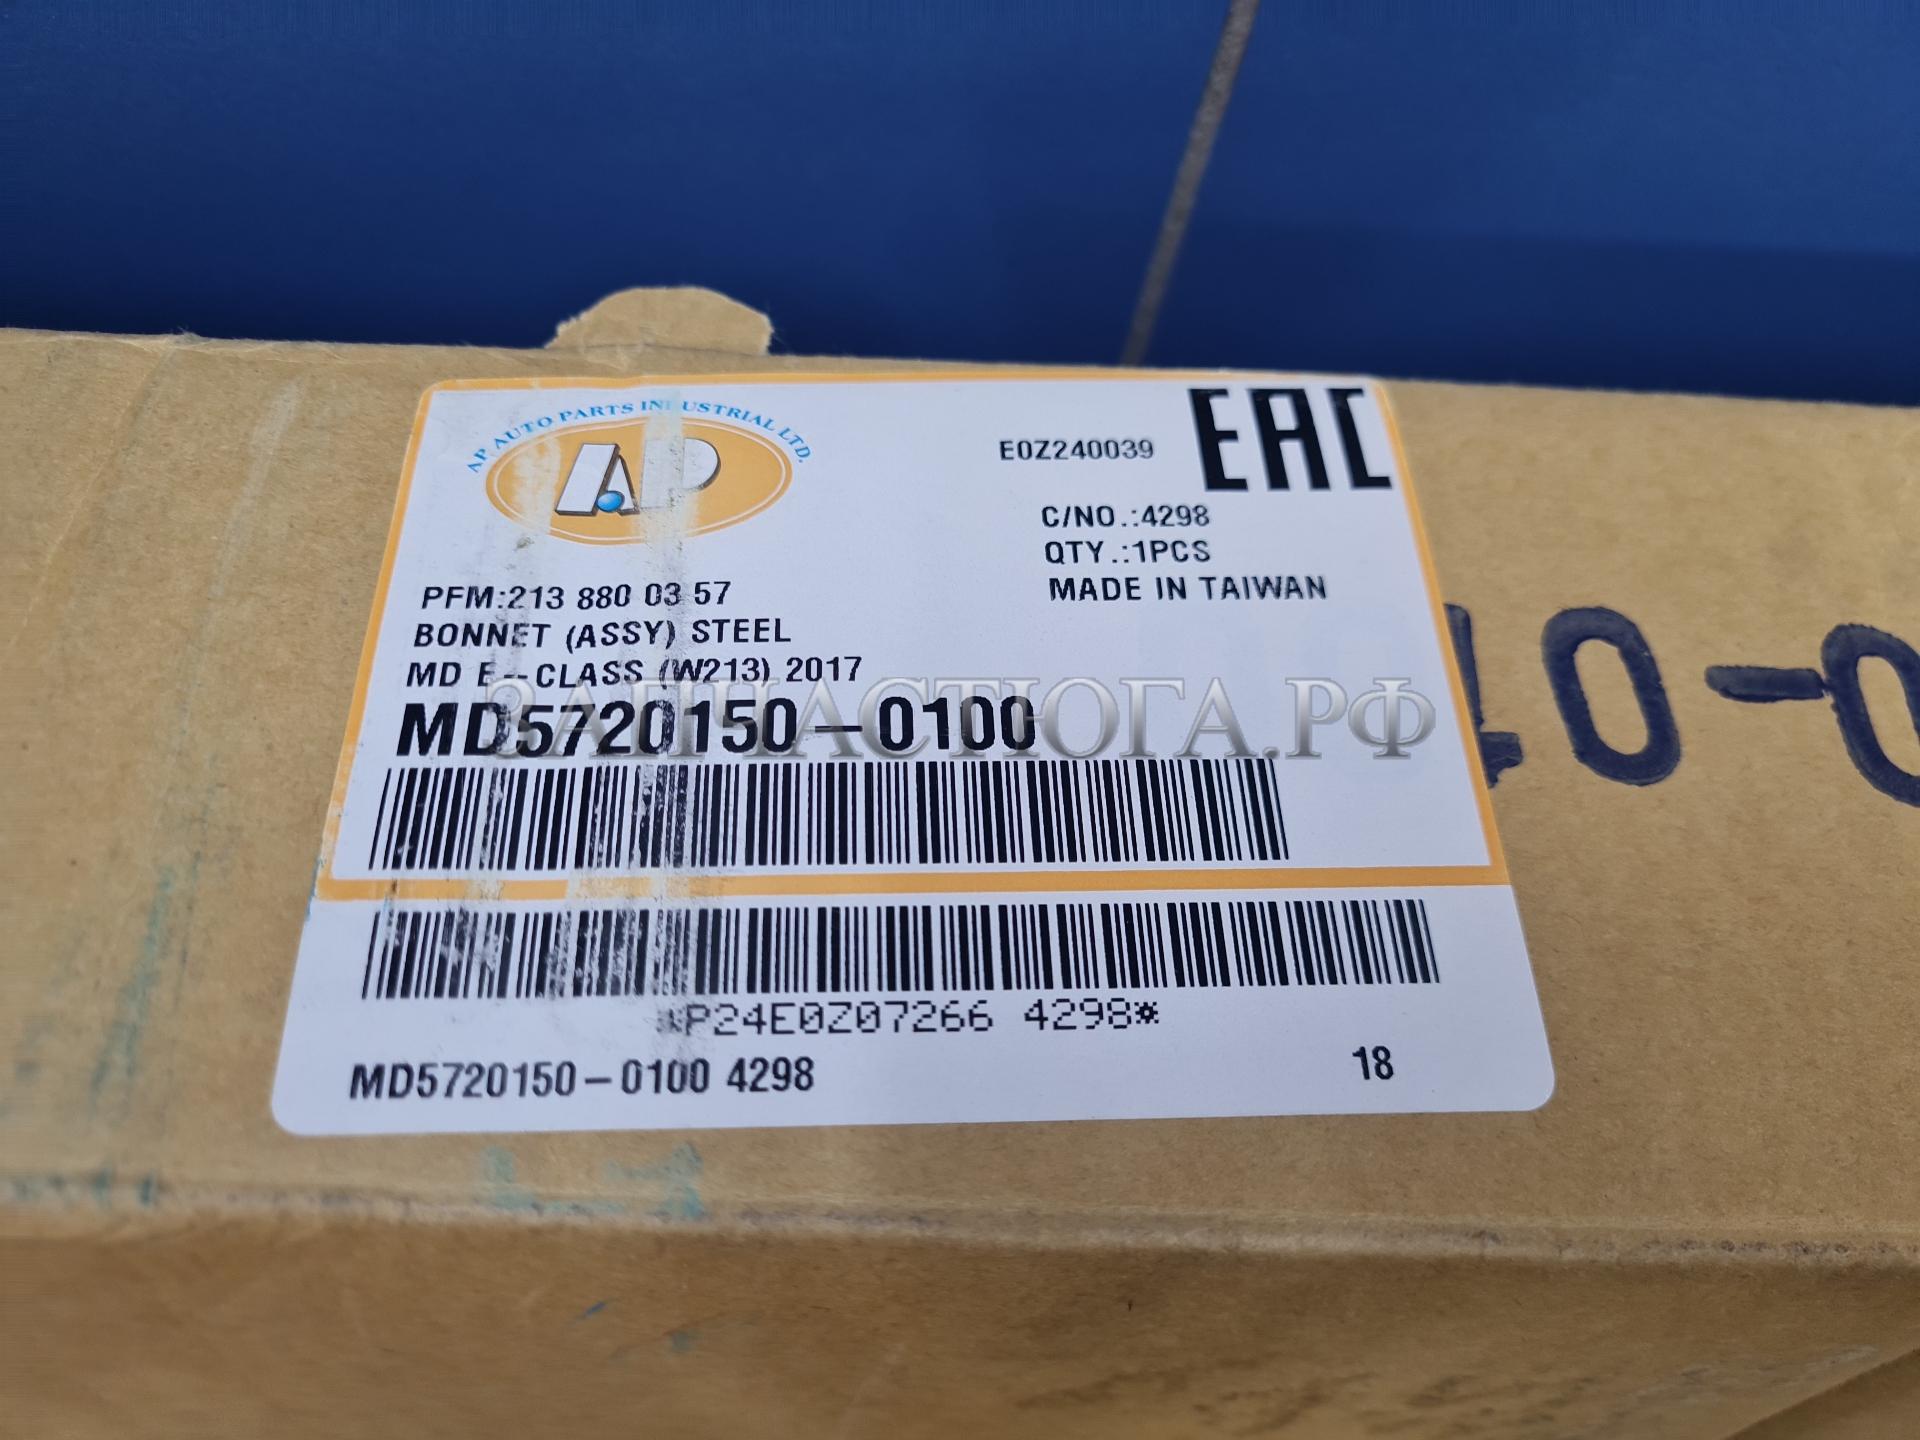 AP AUTO PARTS INDUSTRIAL LTD.
AP
E0Z240039
EAC
C/NO.:4298
QTY.:1PCS
MADE IN TAIWAN
PFM:213 880 03 57
BONNET (ASSY) STEEL
MD E-CLASS (W213) 2017
MD5720150-0100
ЗАПЧАСТЮГА.РФ
*P24E0Z07266 4298*
MD5720150-0100 4298
18